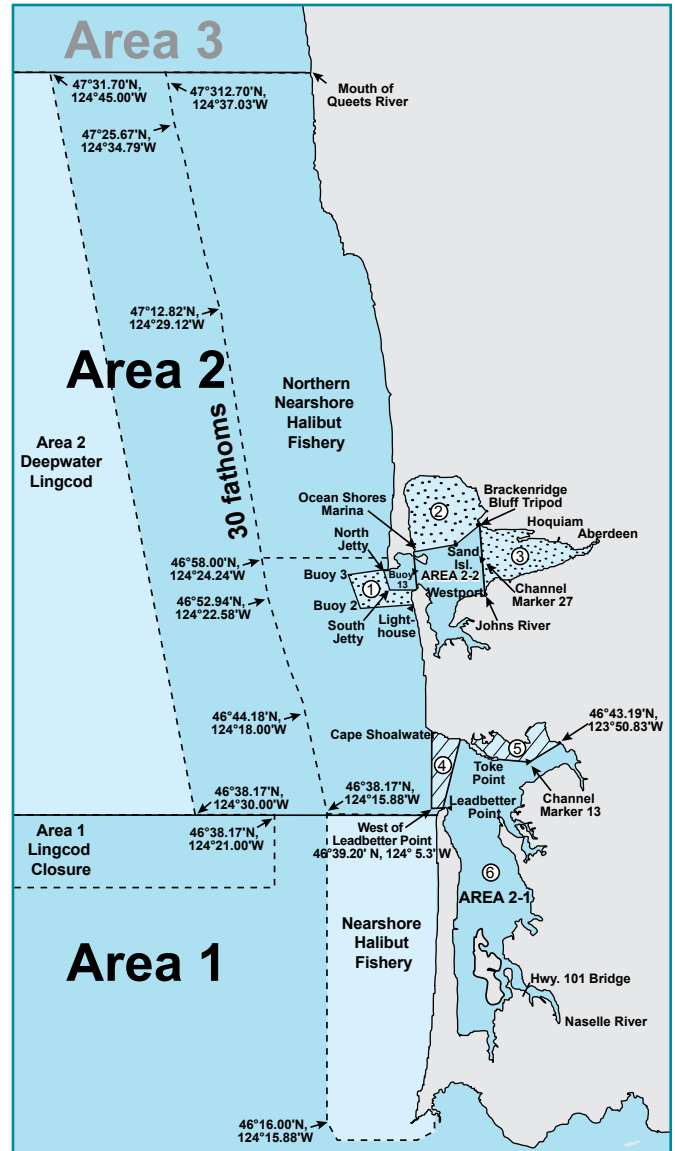 Area 3
47°31.70'N,
124°45.00'W
47°312.70'N,
124°37.03'W
Mouth of
Queets River
47°25.67'N,
124°34.79'W
47°12.82'N,
124°29.12'W
Area 2
30 fathoms
Northern
Nearshore
Halibut
Fishery
Area 2
Deepwater
Lingcod
Ocean Shores
Marina
2
Brackenridge
Bluff Tripod
Hoquiam
Aberdeen
North
Jetty
Sand
Isl.
3
46°58.00'N,
124°24.24'W
Buoy 3
1
Buoy
13
AREA 2-2
Channel
Marker 27
46°52.94'N,
124°22.58'W
Buoy 2
Westport
South
Jetty
Light-
house
Johns River
46°44.18'N,
124°18.00'W
Cape Shoalwater
46°43.19'N,
123°50.83'W
4
5
Toke
Point
Channel
Marker 13
46°38.17'N,
124°30.00'W
46°38.17'N,
124°15.88'W
Leadbetter
Point
Area 1
Lingcod
Closure
46°38.17'N,
124°21.00'W
West of
Leadbetter Point
46°39.20' N, 124° 5.3' W
6
AREA 2-1
Area 1
Nearshore
Halibut
Fishery
Hwy. 101 Bridge
Naselle River
46°16.00'N,
124°15.88'W